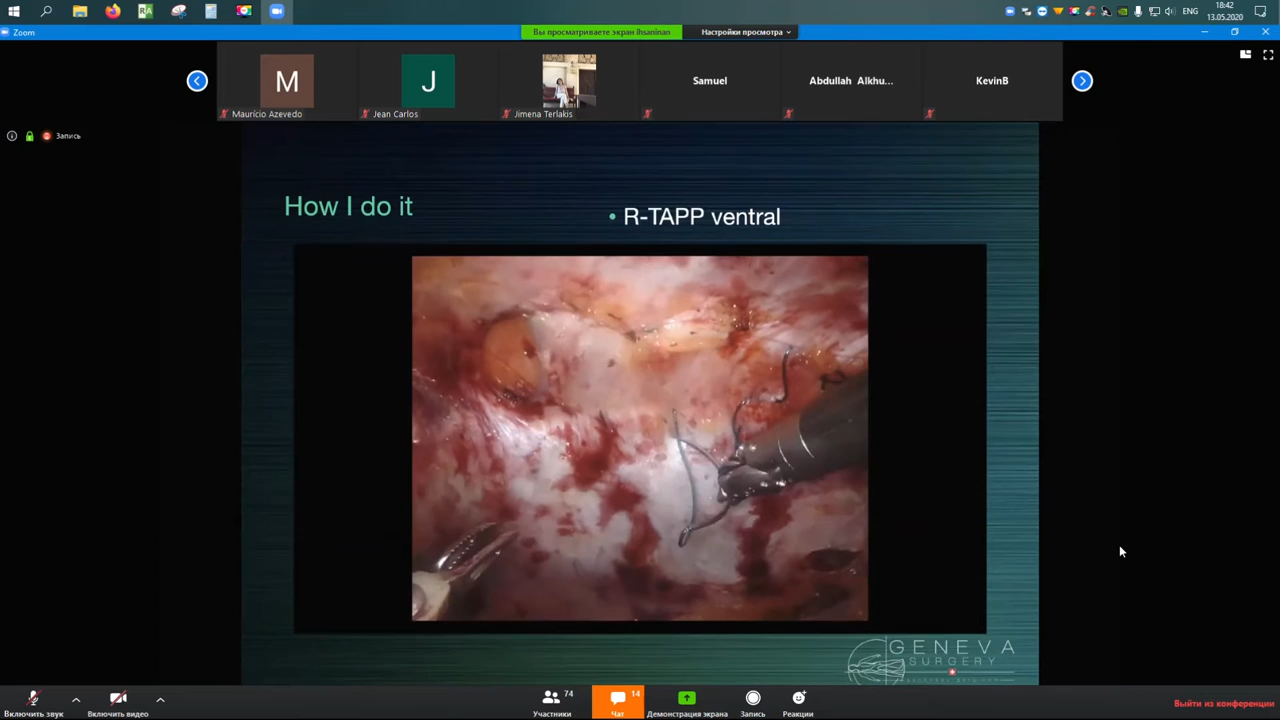 18:42
ENG
13.05.2020
Zoom
Вы просматриваете экран ihsaninan
Настройки просмотра
M
J
Samuel
Abdullah Alkhu...
KevinB
Maurício Azevedo
Jean Carlos
Jimena Terlakis
Запись
How I do it
• R-TAPP ventral
GENEVA
SURGERY
74
14
Включить звук
Включить видео
Участники
Чат
Демонстрация экрана
Запись
Реакции
Выйти из конференции